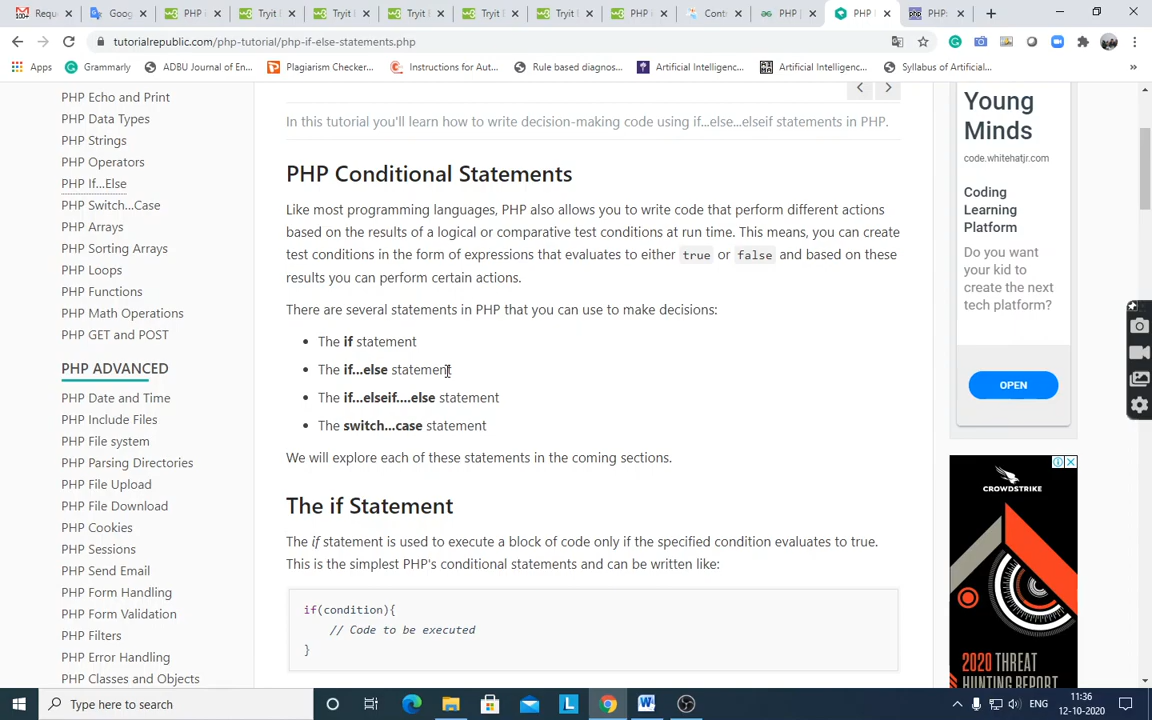 Requ
Goog
PHP i
Tryit E
Tryit E
Tryit E
Tryit E
Tryit E
PHP i
Conti
PHP |
PHP I
PHP:
tutorialrepublic.com/php-tutorial/php-if-else-statements.php
Apps
Grammarly
ADBU Journal of En...
Plagiarism Checker...
Instructions for Aut...
Rule based diagnos...
Artificial Intelligenc...
Artificial Intelligenc...
Syllabus of Artificial...
»
PHP Echo and Print
PHP Data Types
PHP Strings
PHP Operators
PHP If...Else
PHP Switch...Case
PHP Arrays
PHP Sorting Arrays
PHP Loops
PHP Functions
PHP Math Operations
PHP GET and POST
PHP ADVANCED
PHP Date and Time
PHP Include Files
PHP File system
PHP Parsing Directories
PHP File Upload
PHP File Download
PHP Cookies
PHP Sessions
PHP Send Email
PHP Form Handling
PHP Form Validation
PHP Filters
PHP Error Handling
PHP Classes and Objects
In this tutorial you'll learn how to write decision-making code using if...else...elseif statements in PHP.
PHP Conditional Statements
Like most programming languages, PHP also allows you to write code that perform different actions
based on the results of a logical or comparative test conditions at run time. This means, you can create
test conditions in the form of expressions that evaluates to either true or false and based on these
results you can perform certain actions.
There are several statements in PHP that you can use to make decisions:
• The if statement
• The if...else statement
• The if...elseif....else statement
• The switch...case statement
We will explore each of these statements in the coming sections.
The if Statement
The if statement is used to execute a block of code only if the specified condition evaluates to true.
This is the simplest PHP's conditional statements and can be written like:
if(condition){
// Code to be executed
}
Young
Minds
code.whitehatjr.com
Coding
Learning
Platform
Do you want
your kid to
create the next
tech platform?
OPEN
CROWDSTRIKE
2020 THREAT
HUNTING REPORT
Type here to search
ENG
11:36
12-10-2020